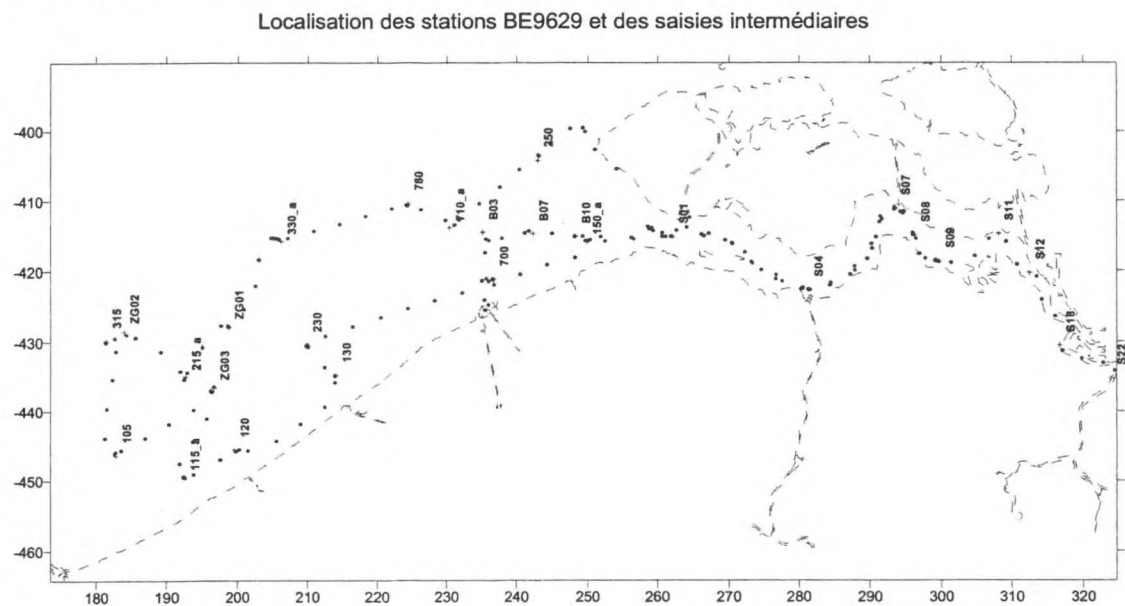 Localisation des stations BE9629 et des saisies intermédiaires
-400
-410
-420
-430
-440
-450
-460
180
190
200
210
220
230
240
250
260
270
280
290
300
310
320
315
ZG02
215_a
ZG01
ZG03
105
115_a
120
230
130
330_a
780
710_a
B03
700
B07
250
B10
150_a
S01
S04
S07
S08
S09
S11
S12
S18
S22